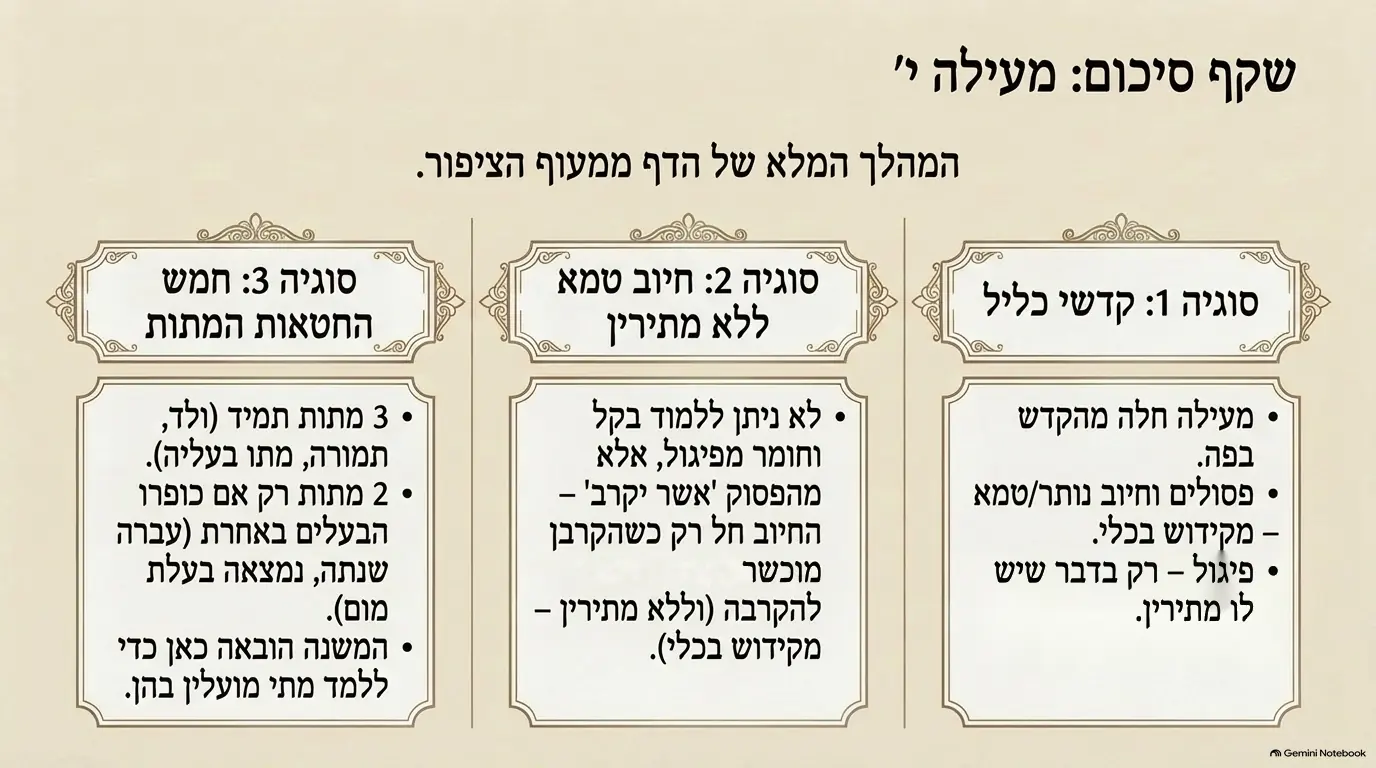 שקף סיכום: מעילה י'
המהלך המלא של הדף ממעוף הציפור.
סוגיה 1: קדשי כליל
• מעילה חלה מהקדש
בפה.
• פסולים וחיוב נותר/טמא
– מקידוש בכלי.
• פיגול – רק בדבר שיש
לו מתירין.
סוגיה 2: חיוב טמא
ללא מתירין
• לא ניתן ללמוד בקל
וחומר מפיגול, אלא
מהפסוק 'אשר יקרב' –
החיוב חל רק כשהקרבן
מוכשר
להקרבה (וללא מתירין –
מקידוש בכלי).
סוגיה 3: חמש
החטאות המתות
• 3 מתות תמיד (ולד,
תמורה, מתו בעליה).
• 2 מתות רק אם כופרו
הבעלים באחרת (עברה
שנתה, נמצאה בעלת
מום).
• המשנה הובאה כאן כדי
ללמד מתי מועלין בהן.
Gemini Notebook